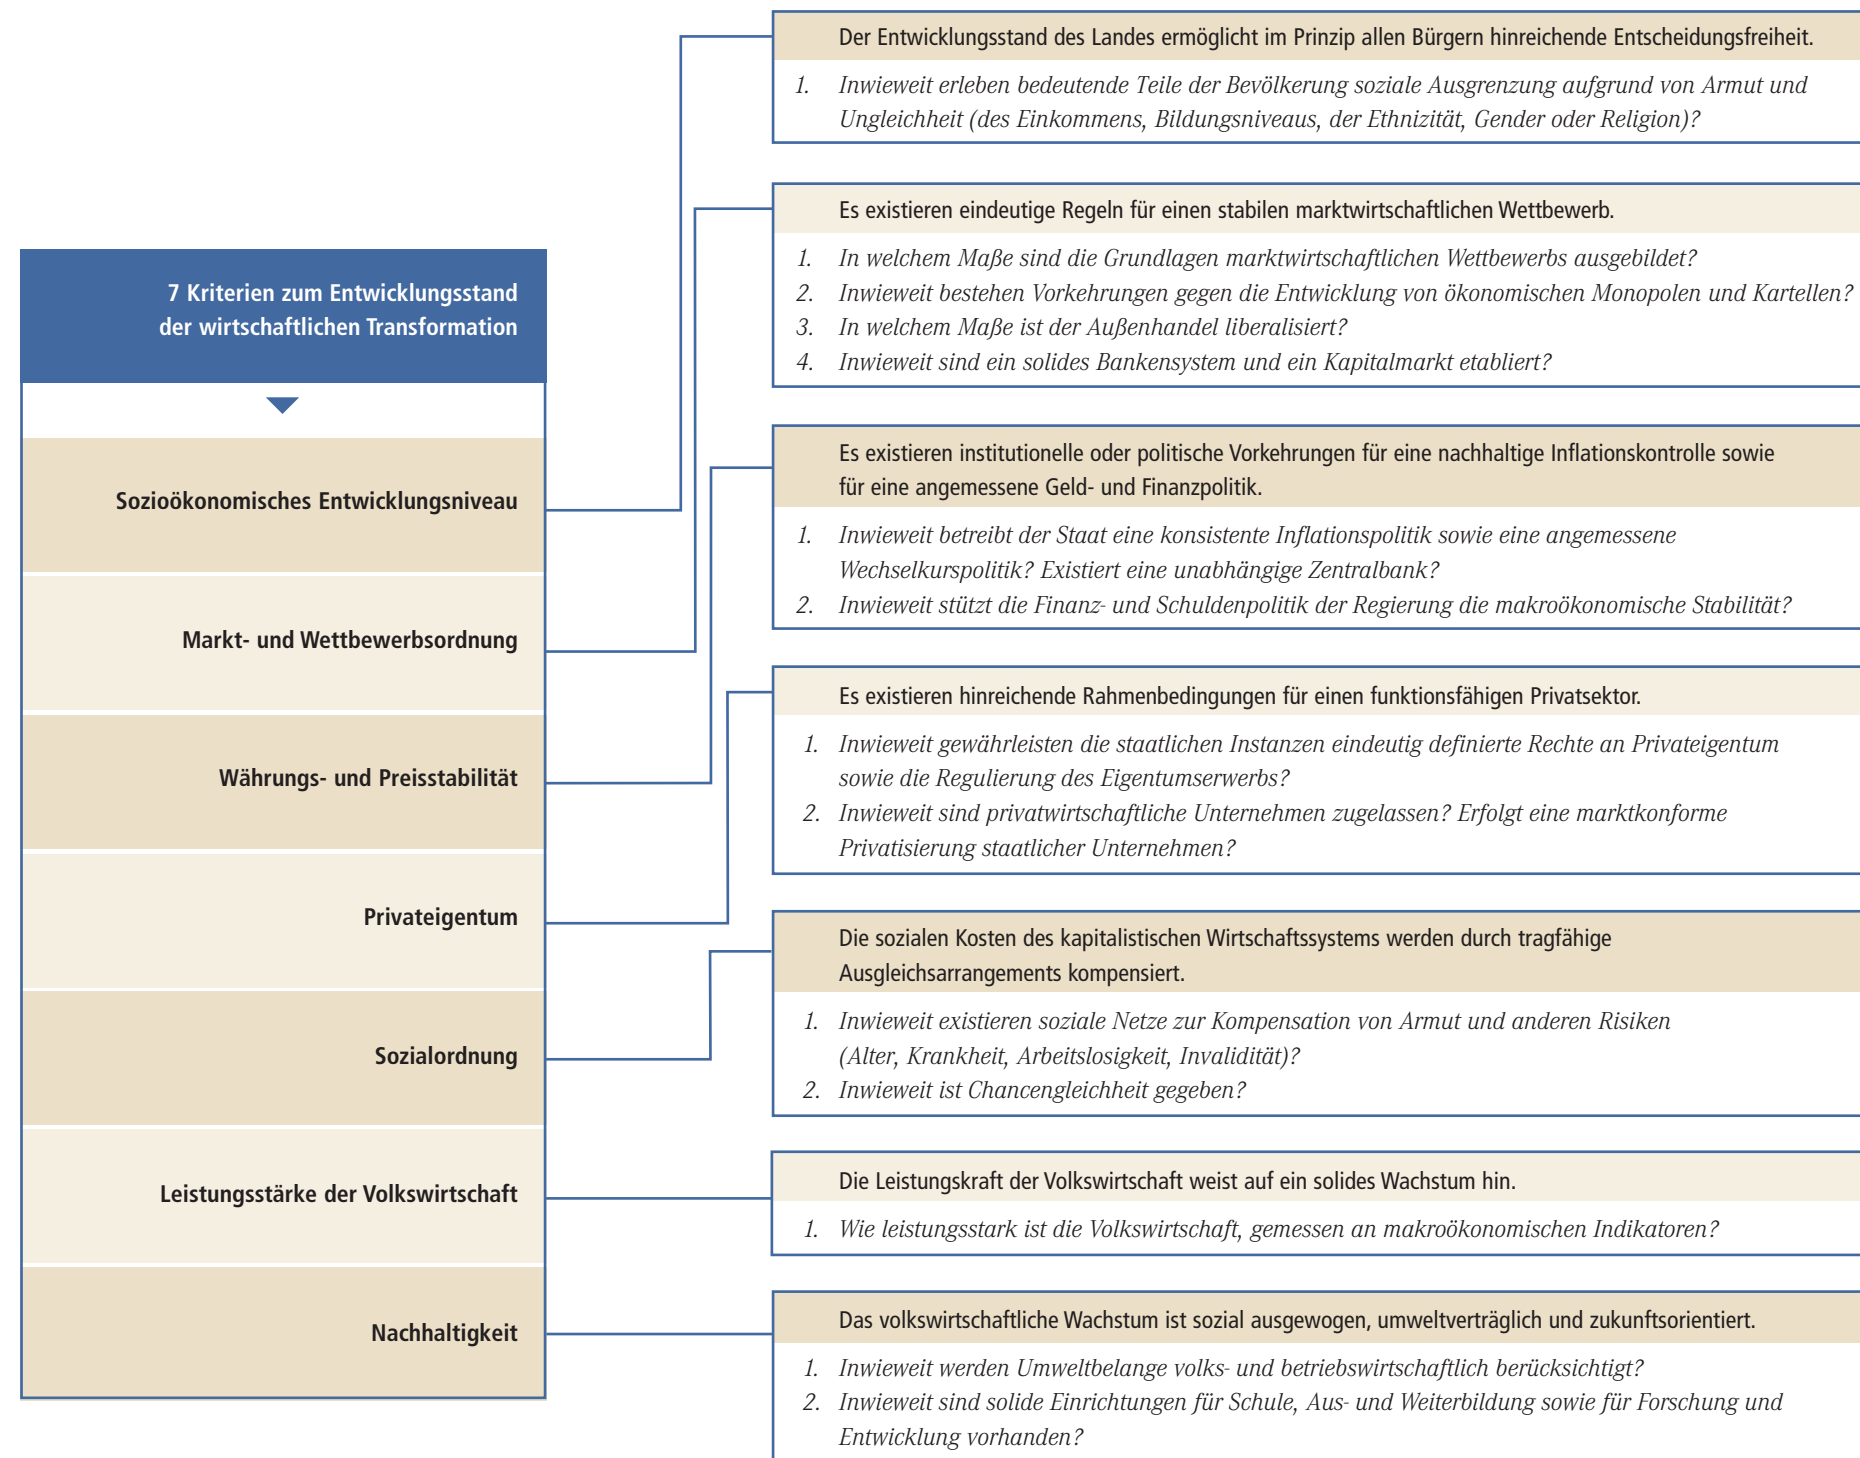 7 Kriterien zum Entwicklungsstand
der wirtschaftlichen Transformation
Sozioökonomisches Entwicklungsniveau
Markt- und Wettbewerbsordnung
Währungs- und Preisstabilität
Privateigentum
Sozialordnung
Leistungsstärke der Volkswirtschaft
Nachhaltigkeit
Der Entwicklungsstand des Landes ermöglicht im Prinzip allen Bürgern hinreichende Entscheidungsfreiheit.
1. Inwieweit erleben bedeutende Teile der Bevölkerung soziale Ausgrenzung aufgrund von Armut und
Ungleichheit (des Einkommens, Bildungsniveaus, der Ethnizität, Gender oder Religion)?
Es existieren eindeutige Regeln für einen stabilen marktwirtschaftlichen Wettbewerb.
1. In welchem Maße sind die Grundlagen marktwirtschaftlichen Wettbewerbs ausgebildet?
2. Inwieweit bestehen Vorkehrungen gegen die Entwicklung von ökonomischen Monopolen und Kartellen?
3. In welchem Maße ist der Außenhandel liberalisiert?
4. Inwieweit sind ein solides Bankensystem und ein Kapitalmarkt etabliert?
Es existieren institutionelle oder politische Vorkehrungen für eine nachhaltige Inflationskontrolle sowie
für eine angemessene Geld- und Finanzpolitik.
1. Inwieweit betreibt der Staat eine konsistente Inflationspolitik sowie eine angemessene
Wechselkurspolitik? Existiert eine unabhängige Zentralbank?
2. Inwieweit stützt die Finanz- und Schuldenpolitik der Regierung die makroökonomische Stabilität?
Es existieren hinreichende Rahmenbedingungen für einen funktionsfähigen Privatsektor.
1. Inwieweit gewährleisten die staatlichen Instanzen eindeutig definierte Rechte an Privateigentum
sowie die Regulierung des Eigentumserwerbs?
2. Inwieweit sind privatwirtschaftliche Unternehmen zugelassen? Erfolgt eine marktkonforme
Privatisierung staatlicher Unternehmen?
Die sozialen Kosten des kapitalistischen Wirtschaftssystems werden durch tragfähige
Ausgleichsarrangements kompensiert.
1. Inwieweit existieren soziale Netze zur Kompensation von Armut und anderen Risiken
(Alter, Krankheit, Arbeitslosigkeit, Invalidität)?
2. Inwieweit ist Chancengleichheit gegeben?
Die Leistungskraft der Volkswirtschaft weist auf ein solides Wachstum hin.
1. Wie leistungsstark ist die Volkswirtschaft, gemessen an makroökonomischen Indikatoren?
Das volkswirtschaftliche Wachstum ist sozial ausgewogen, umweltverträglich und zukunftsorientiert.
1. Inwieweit werden Umweltbelange volks- und betriebswirtschaftlich berücksichtigt?
2. Inwieweit sind solide Einrichtungen für Schule, Aus- und Weiterbildung sowie für Forschung und
Entwicklung vorhanden?